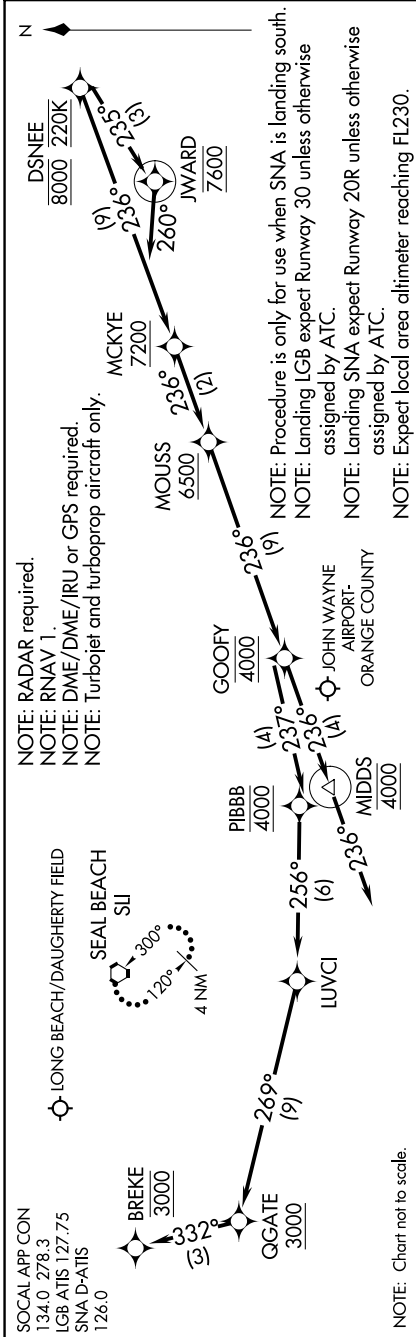 SOCAL APP CON
134.0 278.3
LGB ATIS 127.75
SNA D-ATIS
126.0
LONG BEACH/DAUGHERTY FIELD
SEAL BEACH
SLI
300°
120°
4 NM
NOTE: RADAR required.
NOTE: RNAV 1.
NOTE: DME/DME/IRU or GPS required.
NOTE: Turbojet and turboprop aircraft only.
N
DSNEE
8000 220K
235°
(3)
JWARD
7600
260°
(9)
236°
MCKYE
7200
236°
(2)
MOUSS
6500
236°
(9)
GOOFY
4000
(4)
237°
236°
(4)
PIBBB
4000
MIDDS
4000
236°
JOHN WAYNE
AIRPORT-
ORANGE COUNTY
256°
(6)
LUVCI
269°
(9)
QGATE
3000
332°
(3)
BREKE
3000
NOTE: Procedure is only for use when SNA is landing south.
NOTE: Landing LGB expect Runway 30 unless otherwise
assigned by ATC.
NOTE: Landing SNA expect Runway 20R unless otherwise
assigned by ATC.
NOTE: Expect local area altimeter reaching FL230.
NOTE: Chart not to scale.